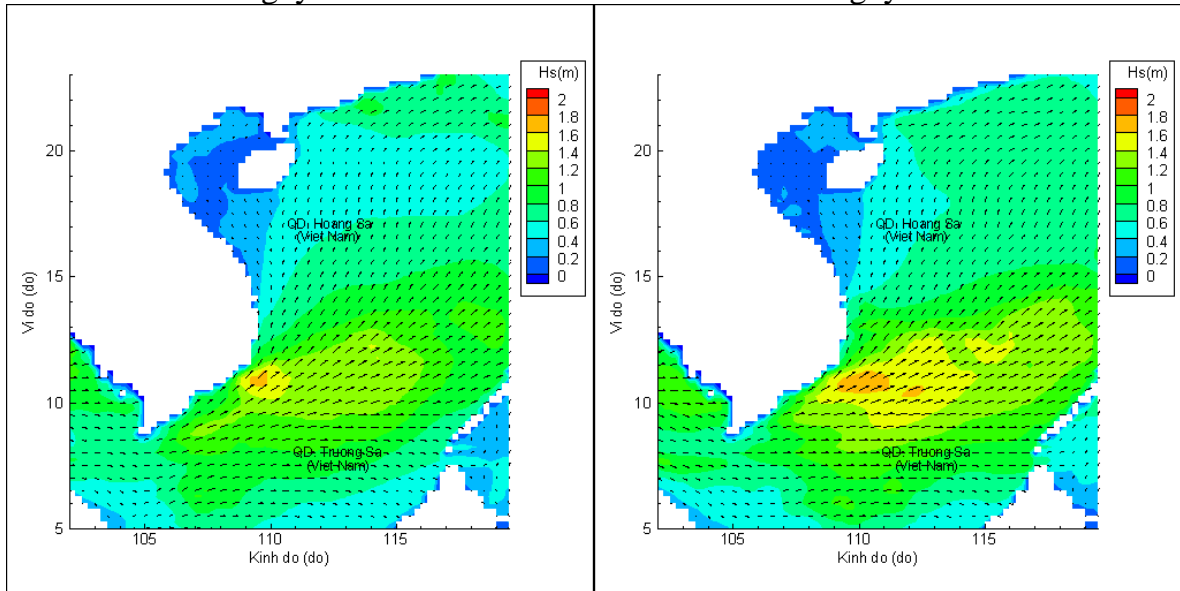 Hs(m)
2
1.8
1.6
1.4
1.2
1
0.8
0.6
0.4
0.2
0
20
15
10
5
Vi do (do)
QD. Hoang Sa
(Viet Nam)
QD. Truong Sa
(Viet Nam)
105
110
115
Kinh do (do)
Hs(m)
2
1.8
1.6
1.4
1.2
1
0.8
0.6
0.4
0.2
0
20
15
10
5
Vi do (do)
QD. Hoang Sa
(Viet Nam)
QD. Truong Sa
(Viet Nam)
105
110
115
Kinh do (do)